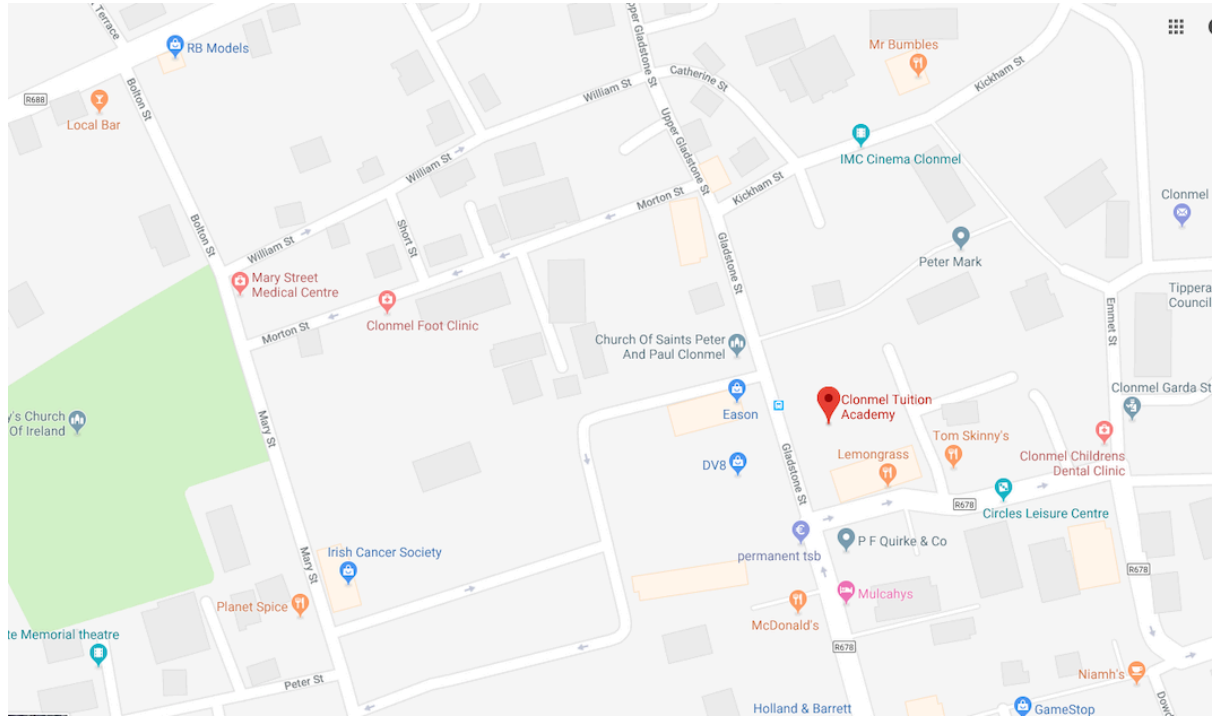 Terrace
RB Models
R688
Bolton St
Local Bar
Upper Gladstone St
Catherine St
William St
Mr Bumbles
Kickham St
Upper Gladstone St
IMC Cinema Clonmel
William St
Morton St
Kickham St
Clonmel
Bolton St
William St
Short St
Gladstone St
Peter Mark
Mary Street
Medical Centre
Tippera
Council
Clonmel Foot Clinic
Morton St
Emmet St
Church Of Saints Peter
And Paul Clonmel
Clonmel Garda St
Eason
Clonmel Tuition
Academy
y's Church
Of Ireland
Mary St
Tom Skinny's
Lemongrass
DV8
Gladstone St
Clonmel Childrens
Dental Clinic
R678
Circles Leisure Centre
permanent tsb
P F Quirke & Co
Irish Cancer Society
Mary St
R678
Planet Spice
Mulcahys
McDonald's
te Memorial theatre
R678
Peter St
Niamh's
Holland & Barrett
GameStop
Dowd